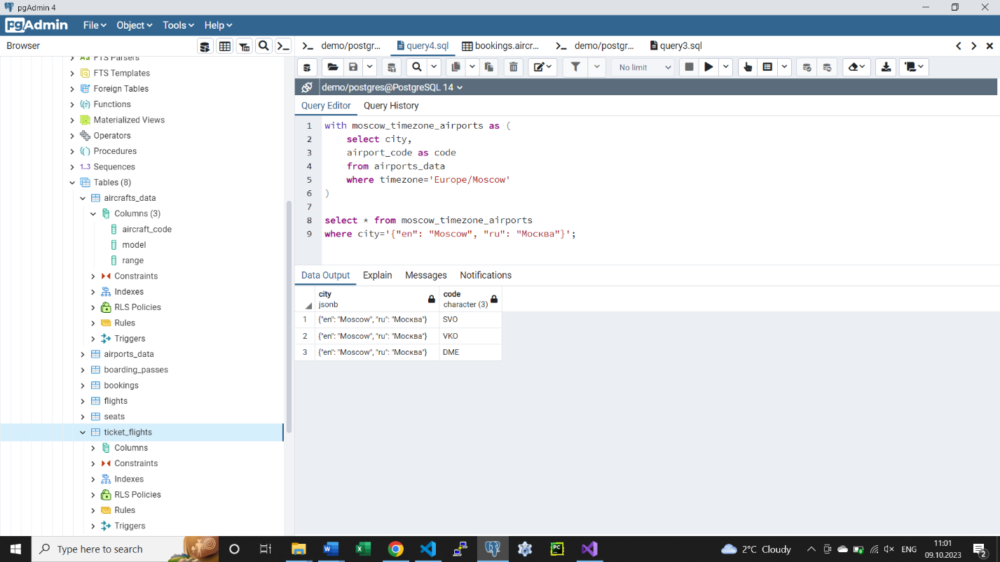 pgAdmin 4
pgAdmin File Object Tools Help
Browser
demo/postgr... query4.sql bookings.aircr... demo/postgr... query3.sql
No limit
demo/postgres@PostgreSQL 14
Query Editor Query History
FTS Parsers
FTS Templates
Foreign Tables
Functions
Materialized Views
Operators
Procedures
1..3 Sequences
Tables (8)
aircrafts_data
Columns (3)
aircraft_code
model
range
Constraints
Indexes
RLS Policies
Rules
Triggers
airports_data
boarding_passes
bookings
flights
seats
ticket_flights
Columns
Constraints
Indexes
RLS Policies
Rules
Triggers
1 with moscow_timezone_airports as (
2 select city,
3 airport_code as code
4 from airports_data
5 where timezone='Europe/Moscow'
6 )
7
8 select * from moscow_timezone_airports
9 where city='{"en": "Moscow", "ru": "Москва"}';
Data Output Explain Messages Notifications
city code
jsonb character (3)
1 {"en": "Moscow", "ru": "Москва"} SVO
2 {"en": "Moscow", "ru": "Москва"} VKO
3 {"en": "Moscow", "ru": "Москва"} DME
Type here to search
2°C Cloudy
ENG
11:01
09.10.2023
2